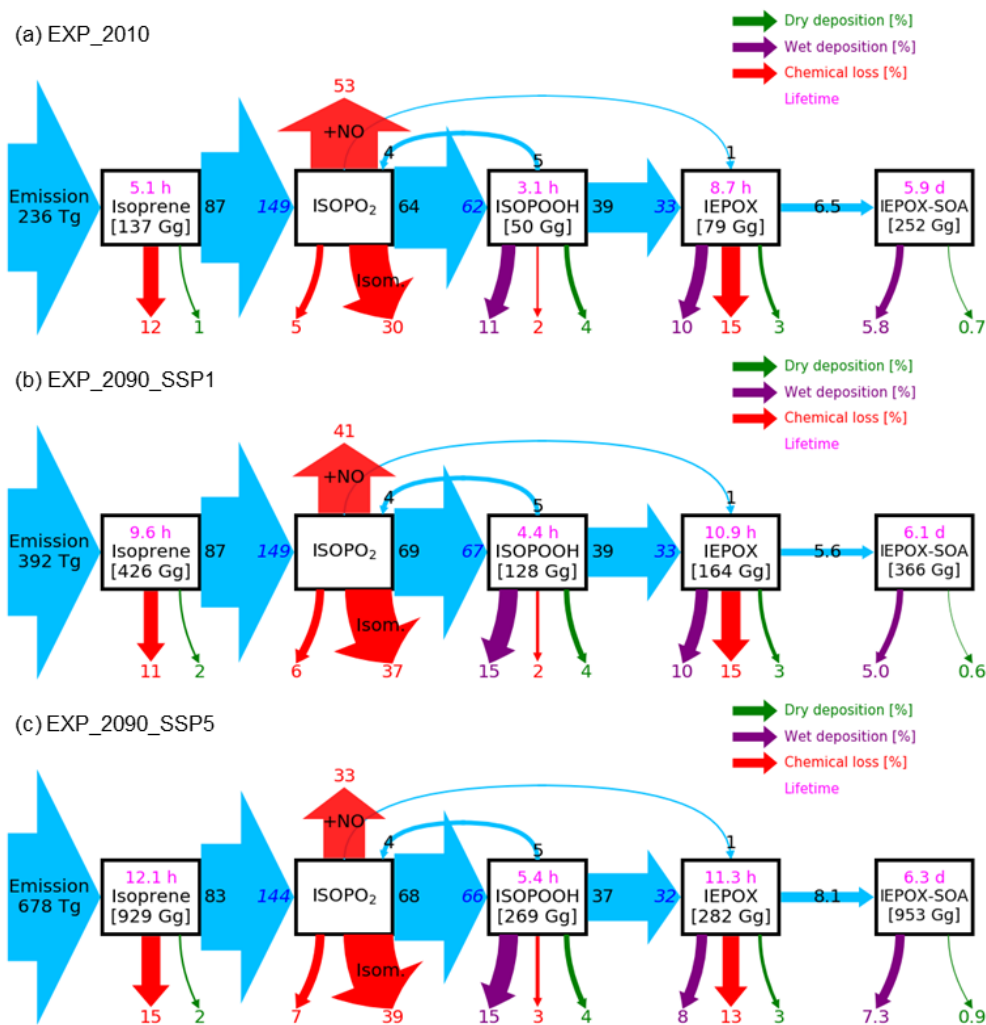 (a) EXP_2010
Dry deposition [%]
Wet deposition [%]
Chemical loss [%]
Lifetime
53
+NO
4
5
1
Emission
236 Tg
5.1 h
Isoprene
[137 Gg]
87
149
ISOPO₂
64
62
3.1 h
ISOPOOH
[50 Gg]
39
33
8.7 h
IEPOX
[79 Gg]
6.5
5.9 d
IEPOX-SOA
[252 Gg]
Isom.
12
1
5
30
11
2
4
10
15
3
5.8
0.7
(b) EXP_2090_SSP1
Dry deposition [%]
Wet deposition [%]
Chemical loss [%]
Lifetime
41
+NO
4
5
1
Emission
392 Tg
9.6 h
Isoprene
[426 Gg]
87
149
ISOPO₂
69
67
4.4 h
ISOPOOH
[128 Gg]
39
33
10.9 h
IEPOX
[164 Gg]
5.6
6.1 d
IEPOX-SOA
[366 Gg]
Isom.
11
2
6
37
15
2
4
10
15
3
5.0
0.6
(c) EXP_2090_SSP5
Dry deposition [%]
Wet deposition [%]
Chemical loss [%]
Lifetime
33
+NO
4
5
1
Emission
678 Tg
12.1 h
Isoprene
[929 Gg]
83
144
ISOPO₂
68
66
5.4 h
ISOPOOH
[269 Gg]
37
32
11.3 h
IEPOX
[282 Gg]
8.1
6.3 d
IEPOX-SOA
[953 Gg]
Isom.
15
2
7
39
15
3
4
8
13
3
7.3
0.9